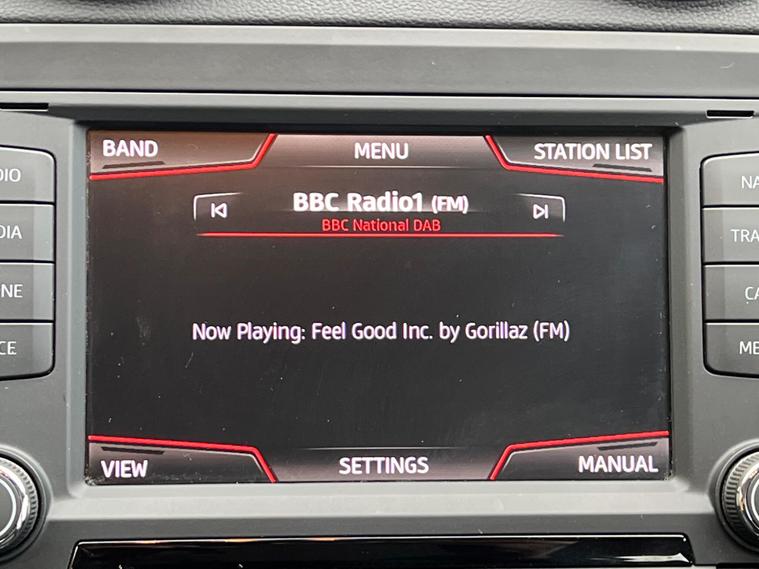 BAND MENU STATION LIST
BBC Radio1 (FM)
BBC National DAB
Now Playing: Feel Good Inc. by Gorillaz (FM)
VIEW SETTINGS MANUAL